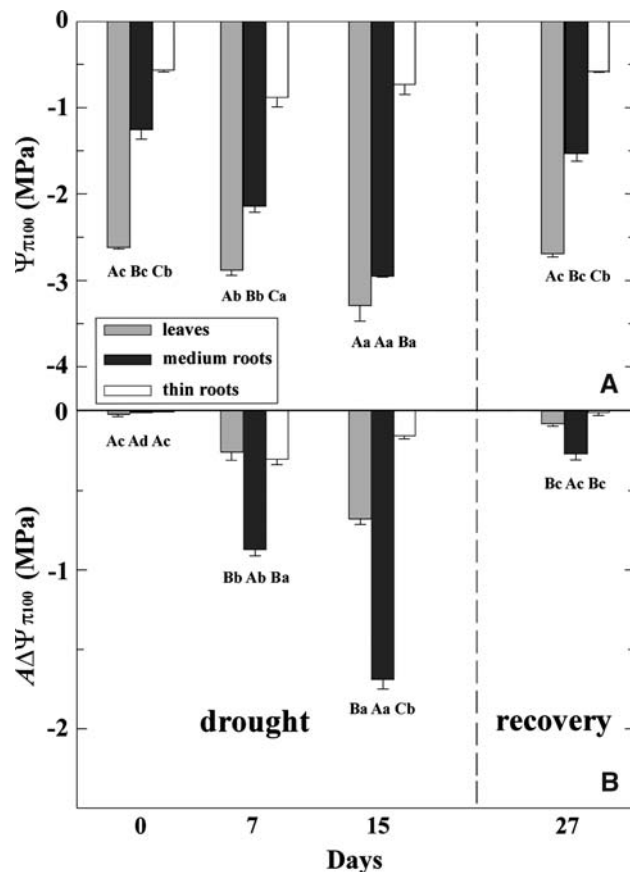 0
-1
-2
-3
-4
Ψπ100 (MPa)
Ac Bc Cb
Ab Bb Ca
Aa Aa Ba
Ac Bc Cb
leaves
medium roots
thin roots
A
0
-1
-2
AΔΨπ100 (MPa)
Ac Ad Ac
Bb Ab Ba
Ba Aa Cb
Bc Ac Bc
drought
recovery
B
0 7 15 27
Days